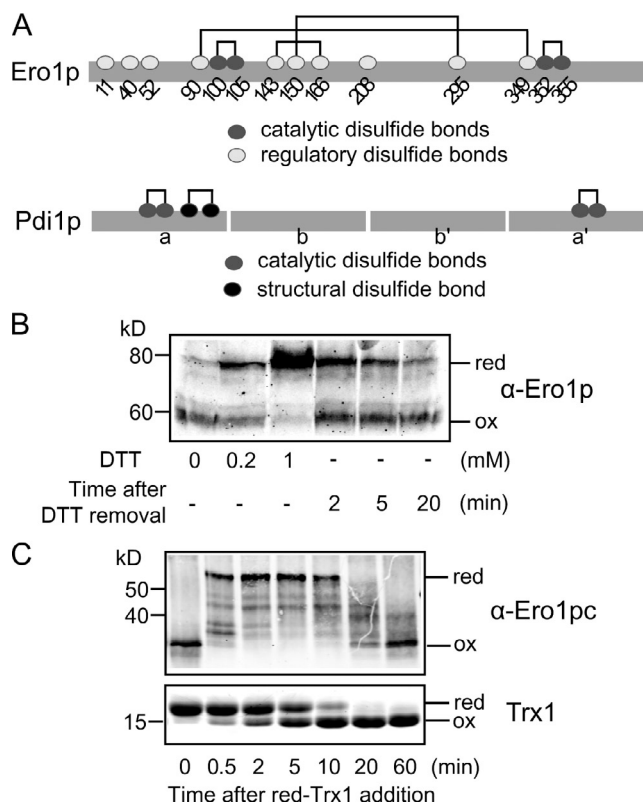 A
Ero1p
11 40 52 90 100 105 143 150 166 208 295 349 352 355
catalytic disulfide bonds
regulatory disulfide bonds
Pdi1p
a b b' a'
catalytic disulfide bonds
structural disulfide bond
B
kD
80 red
α-Ero1p
60 ox
DTT 0 0.2 1 - - - (mM)
Time after
DTT removal - - - 2 5 20 (min)
C
kD
red
50
α-Ero1pc
40
ox
red
Trx1
15 ox
0 0.5 2 5 10 20 60 (min)
Time after red-Trx1 addition